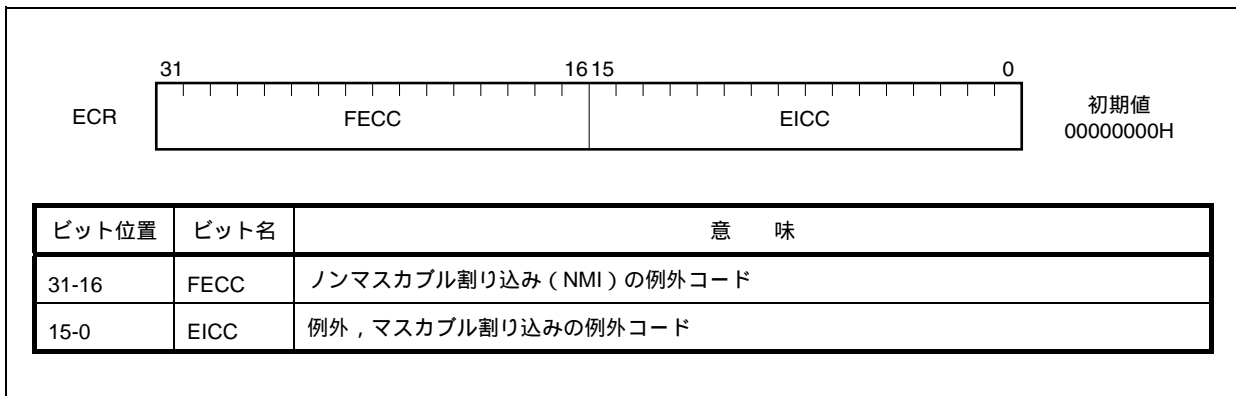 31 16 15 0
ECR FECC EICC 初期値
00000000H
ビット位置 ビット名 意 味
31-16 FECC ノンマスカブル割り込み（NMI）の例外コード
15-0 EICC 例外，マスカブル割り込みの例外コード